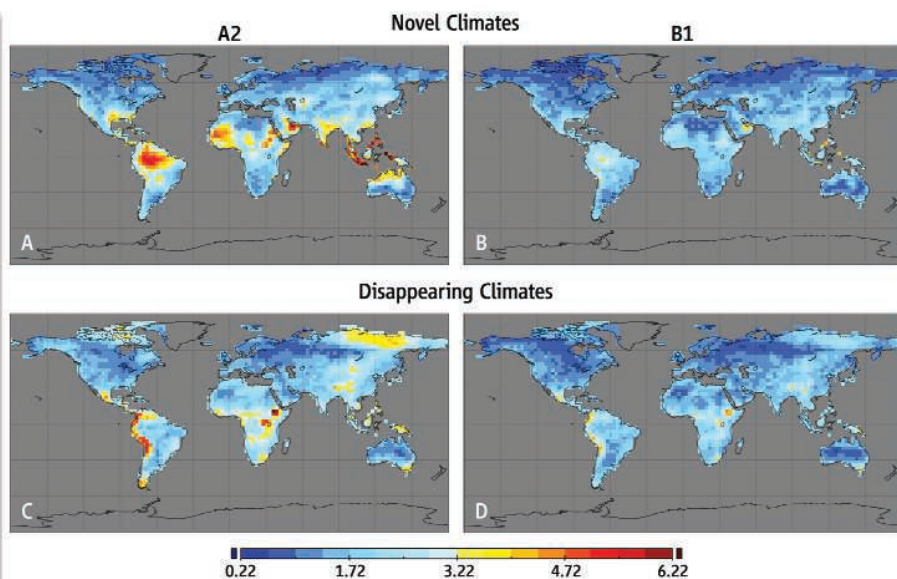 Novel Climates
A2 B1
A B
Disappearing Climates
C D
0.22 1.72 3.22 4.72 6.22